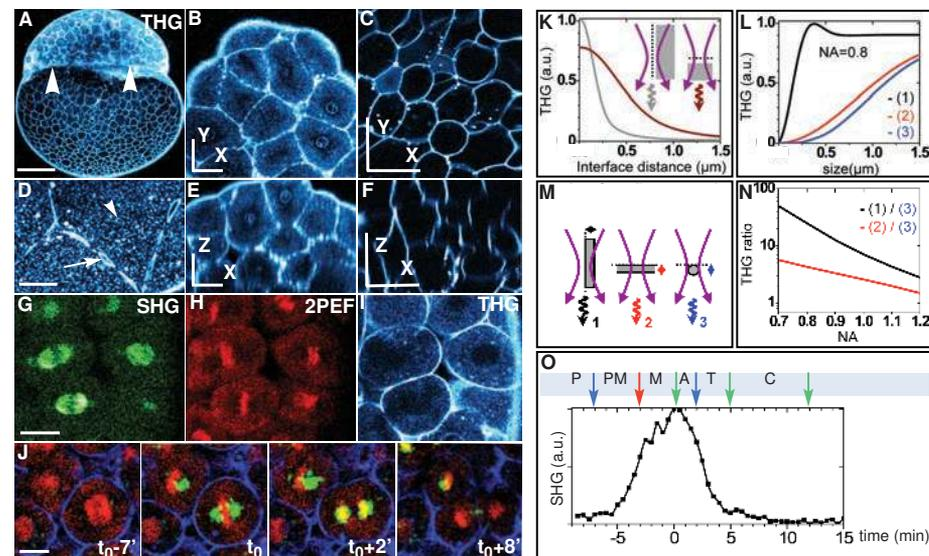 A THG
B
Y
X
C
Y
X
D
E
Z
X
F
Z
X
G SHG
H 2PEF
I THG
J
t0-7’
t0
t0+2’
t0+8’
K
THG (a.u.)
1
0.5
0
0.5 1.0 1.5
Interface distance (µm)
L
THG (a.u.)
1
0.5
0
NA=0.8
- (1)
- (2)
- (3)
0.5 1.0 1.5
size(µm)
M
1
2
3
N
THG ratio
100
10
1
- (1) / (3)
- (2) / (3)
0.7 0.8 0.9 1.0 1.1 1.2
NA
O
P PM M A T C
SHG (a.u.)
-5 0 5 10 15 time (min)